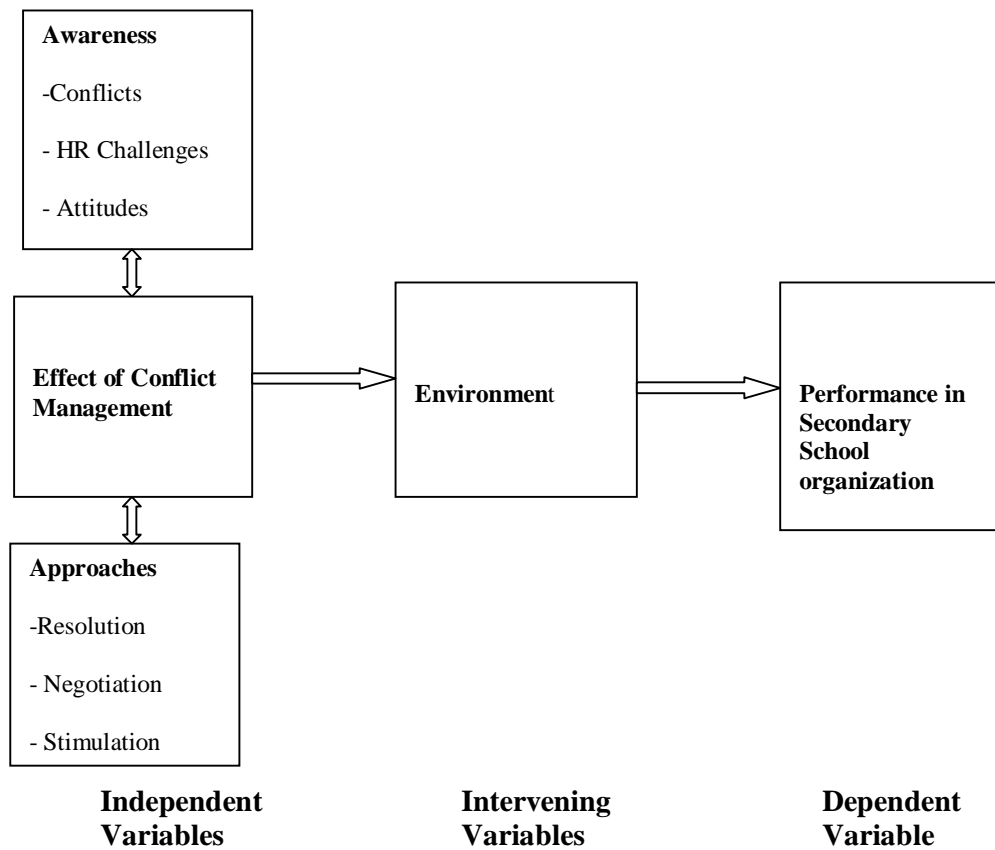 Awareness
-Conflicts
- HR Challenges
- Attitudes
Effect of Conflict
Management
Environment
Performance in
Secondary
School
organization
Approaches
-Resolution
- Negotiation
- Stimulation
Independent
Variables
Intervening
Variables
Dependent
Variable